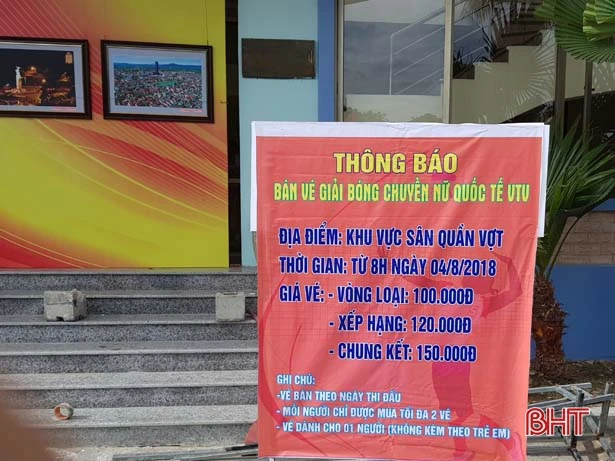 THÔNG BÁO
BÁN VÉ GIẢI BÓNG CHUYỀN NỮ QUỐC TẾ VTV
ĐỊA ĐIỂM: KHU VỰC SÂN QUẦN VỢT
THỜI GIAN: TỪ 8H NGÀY 04/8/2018
GIÁ VÉ: - VÒNG LOẠI: 100.000Đ
- XẾP HẠNG: 120.000Đ
- CHUNG KẾT: 150.000Đ
GHI CHÚ:
-VÉ BÁN THEO NGÀY THI ĐẤU
- MỖI NGƯỜI CHỈ ĐƯỢC MUA TỐI ĐA 2 VÉ
- VÉ DÀNH CHO 01 NGƯỜI (KHÔNG KÈM THEO TRẺ EM)
BHT